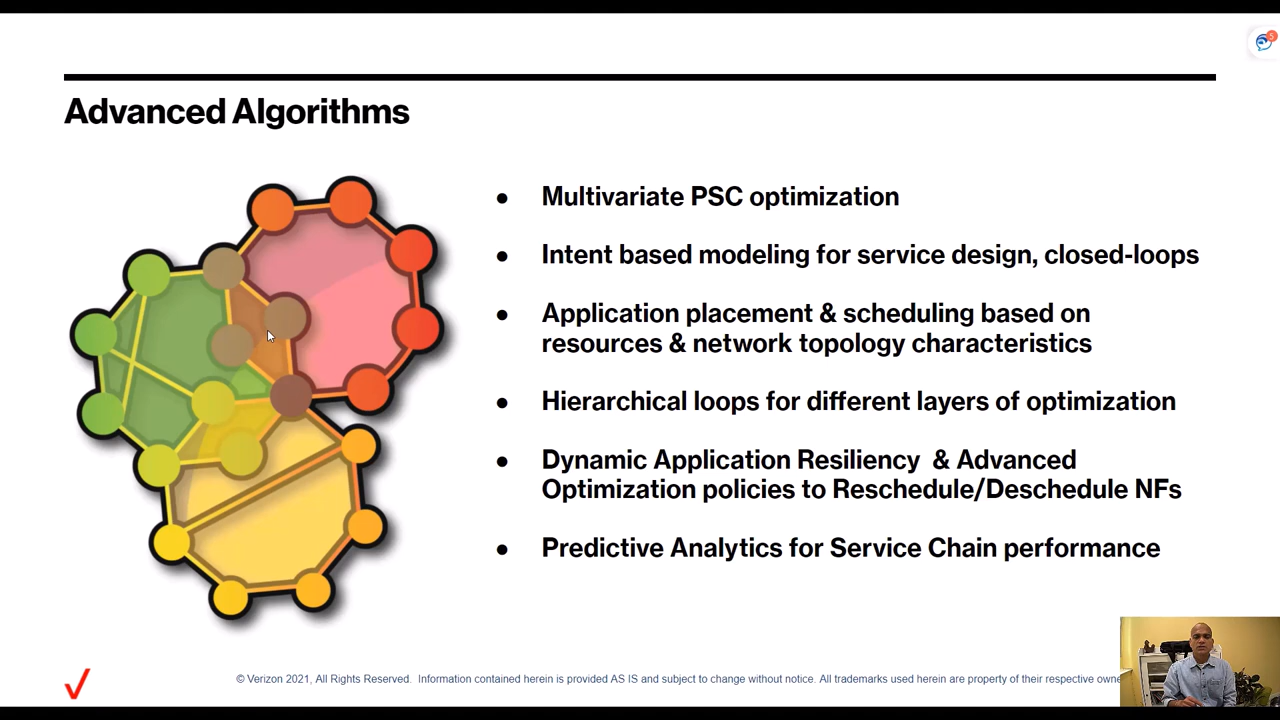 5
Advanced Algorithms
● Multivariate PSC optimization
● Intent based modeling for service design, closed-loops
● Application placement & scheduling based on
resources & network topology characteristics
● Hierarchical loops for different layers of optimization
● Dynamic Application Resiliency & Advanced
Optimization policies to Reschedule/Deschedule NFs
● Predictive Analytics for Service Chain performance
© Verizon 2021, All Rights Reserved. Information contained herein is provided AS IS and subject to change without notice. All trademarks used herein are property of their respective owne